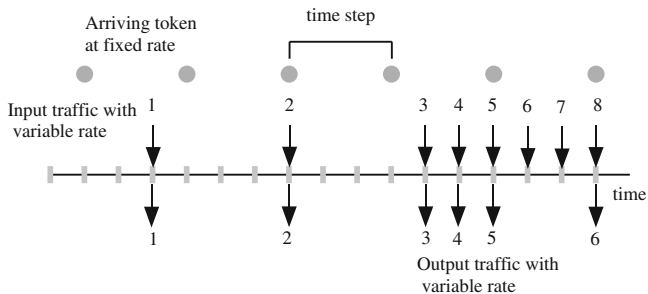 Arriving token
at fixed rate
time step
Input traffic with
variable rate
1 2 3 4 5 6 7 8
time
1 2 3 4 5 6
Output traffic with
variable rate